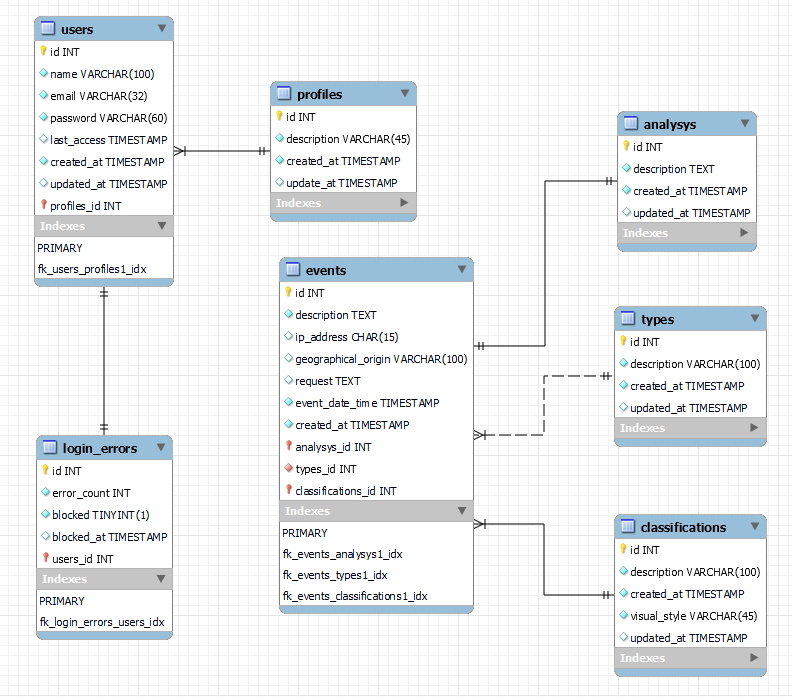 users
id INT
name VARCHAR(100)
email VARCHAR(32)
password VARCHAR(60)
last_access TIMESTAMP
created_at TIMESTAMP
updated_at TIMESTAMP
profiles_id INT
Indexes
PRIMARY
fk_users_profiles1_idx
profiles
id INT
description VARCHAR(45)
created_at TIMESTAMP
update_at TIMESTAMP
Indexes
analysys
id INT
description TEXT
created_at TIMESTAMP
updated_at TIMESTAMP
Indexes
events
id INT
description TEXT
ip_address CHAR(15)
geographical_origin VARCHAR(100)
request TEXT
event_date_time TIMESTAMP
created_at TIMESTAMP
analysys_id INT
types_id INT
classifications_id INT
Indexes
PRIMARY
fk_events_analysys1_idx
fk_events_types1_idx
fk_events_classifications1_idx
types
id INT
description VARCHAR(100)
created_at TIMESTAMP
updated_at TIMESTAMP
Indexes
login_errors
id INT
error_count INT
blocked TINYINT(1)
blocked_at TIMESTAMP
users_id INT
Indexes
PRIMARY
fk_login_errors_users_idx
classifications
id INT
description VARCHAR(100)
created_at TIMESTAMP
visual_style VARCHAR(45)
updated_at TIMESTAMP
Indexes